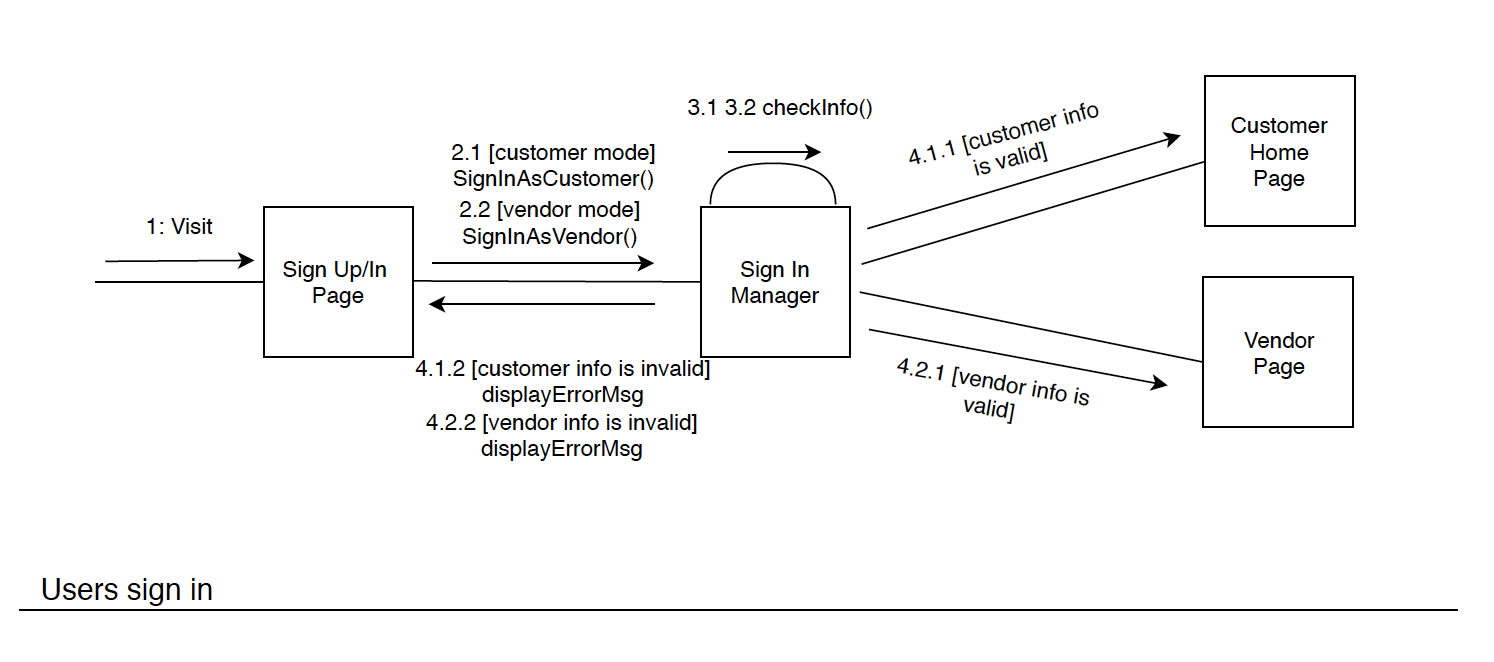 1: Visit
Sign Up/In
Page
2.1 [customer mode]
SignInAsCustomer()
2.2 [vendor mode]
SignInAsVendor()
4.1.2 [customer info is invalid]
displayErrorMsg
4.2.2 [vendor info is invalid]
displayErrorMsg
3.1 3.2 checkInfo()
Sign In
Manager
4.1.1 [customer info
is valid]
Customer
Home
Page
4.2.1 [vendor info is
valid]
Vendor
Page
Users sign in